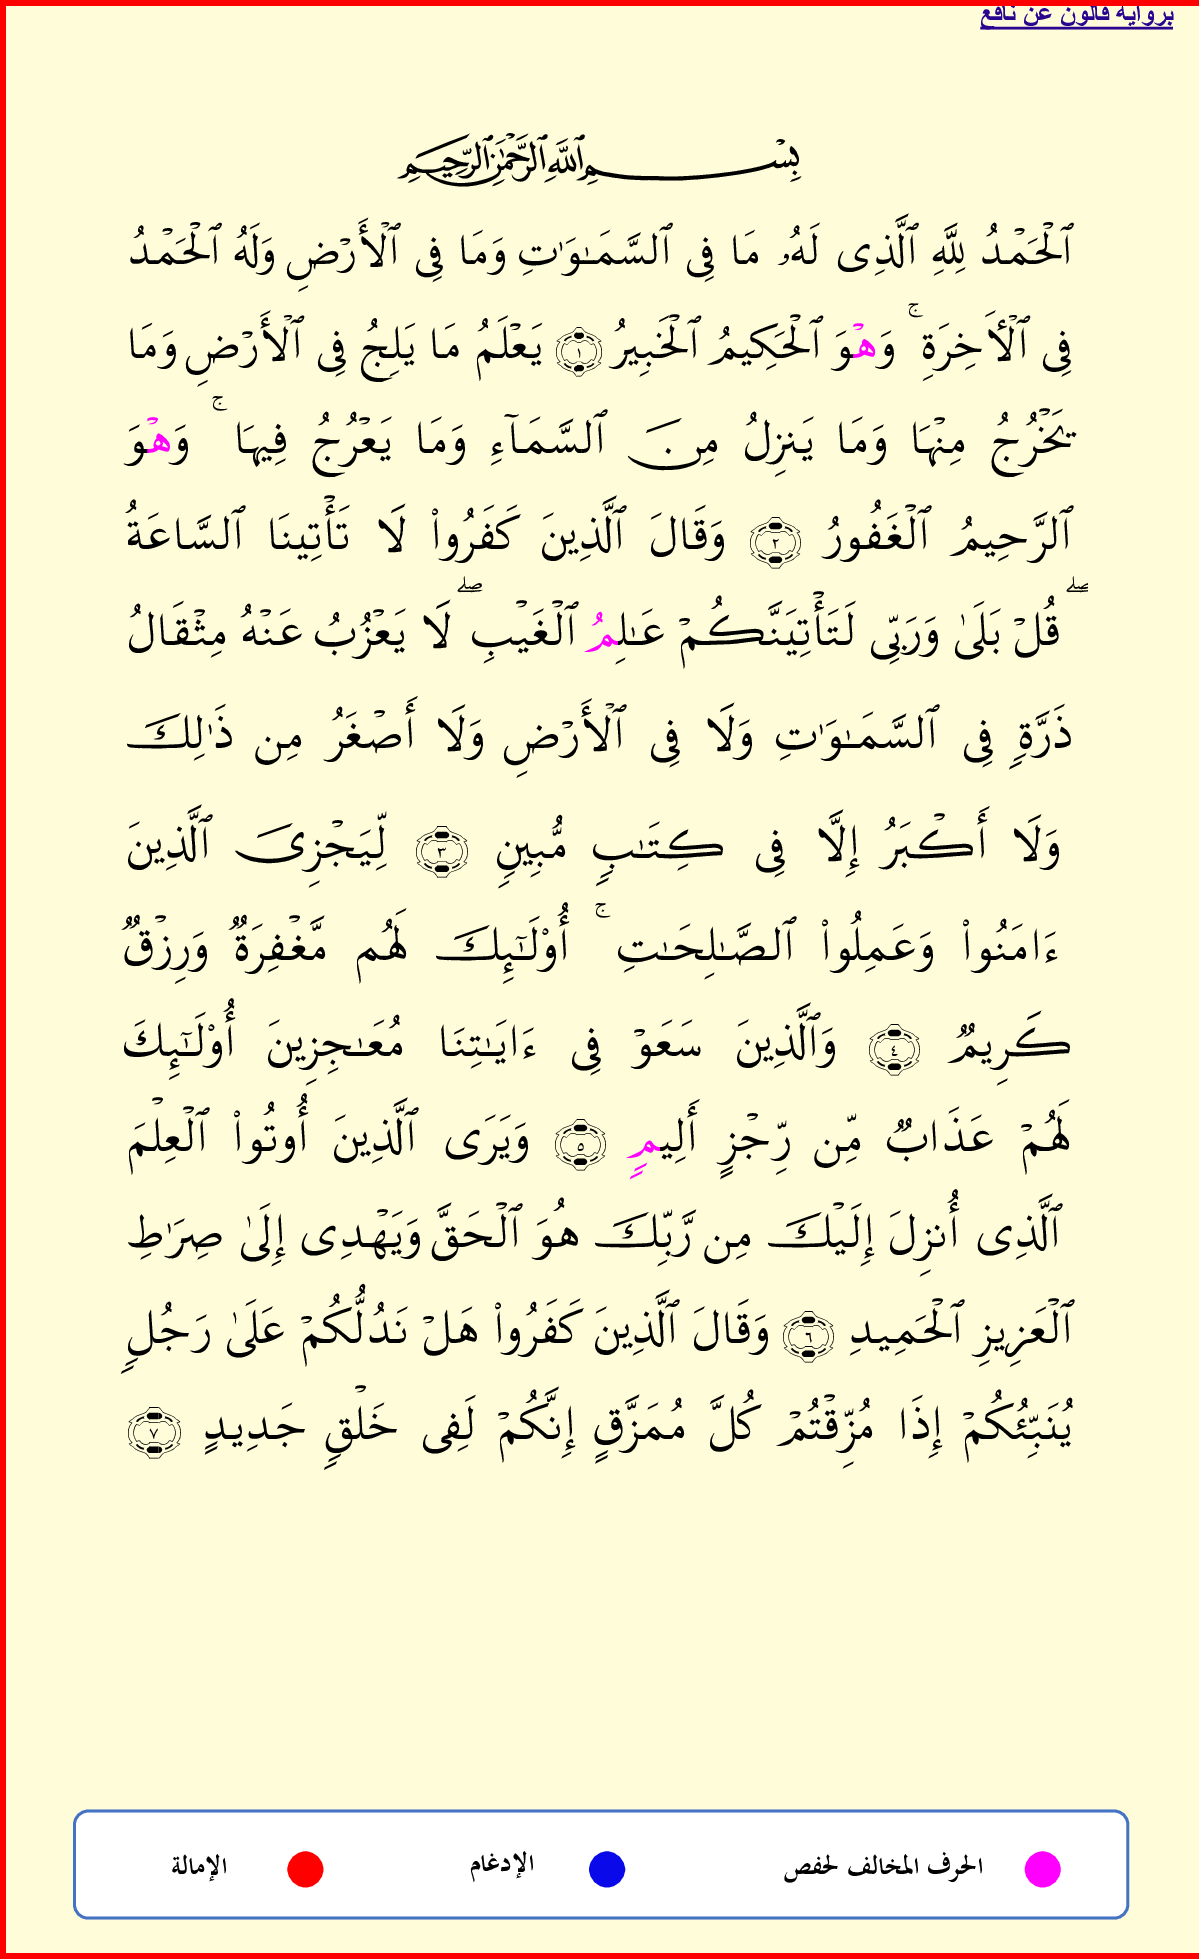 برواية قالون عن نافع
بِسْمِ ٱللَّهِ ٱلرَّحْمَٰنِ ٱلرَّحِيمِ
ٱلْحَمْدُ لِلَّهِ ٱلَّذِى لَهُۥ مَا فِى ٱلسَّمَـٰوَٰتِ وَمَا فِى ٱلْأَرْضِ وَلَهُ ٱلْحَمْدُ
فِى ٱلْأَخِرَةِ ۚ وَهْوَ ٱلْحَكِيمُ ٱلْخَبِيرُ ١ يَعْلَمُ مَا يَلِجُ فِى ٱلْأَرْضِ وَمَا
يَخْرُجُ مِنْهَا وَمَا يَنزِلُ مِنَ ٱلسَّمَآءِ وَمَا يَعْرُجُ فِيهَا ۚ وَهْوَ
ٱلرَّحِيمُ ٱلْغَفُورُ ٢ وَقَالَ ٱلَّذِينَ كَفَرُوا۟ لَا تَأْتِينَا ٱلسَّاعَةُ
ۖ قُلْ بَلَىٰ وَرَبِّى لَتَأْتِيَنَّكُمْ عَـٰلِمُ ٱلْغَيْبِ ۖ لَا يَعْزُبُ عَنْهُ مِثْقَالُ
ذَرَّةٍ فِى ٱلسَّمَـٰوَٰتِ وَلَا فِى ٱلْأَرْضِ وَلَا أَصْغَرُ مِن ذَٰلِكَ
وَلَا أَكْبَرُ إِلَّا فِى كِتَـٰبٍ مُّبِينٍ ٣ لِّيَجْزِىَ ٱلَّذِينَ
ءَامَنُوا۟ وَعَمِلُوا۟ ٱلصَّـٰلِحَـٰتِ ۚ أُوْلَـٰٓئِكَ لَهُم مَّغْفِرَةٌ وَرِزْقٌ
كَرِيمٌ ٤ وَٱلَّذِينَ سَعَوْ فِى ءَايَـٰتِنَا مُعَـٰجِزِينَ أُوْلَـٰٓئِكَ
لَهُمْ عَذَابٌ مِّن رِّجْزٍ أَلِيمٍ ٥ وَيَرَى ٱلَّذِينَ أُوتُوا۟ ٱلْعِلْمَ
ٱلَّذِى أُنزِلَ إِلَيْكَ مِن رَّبِّكَ هُوَ ٱلْحَقَّ وَيَهْدِى إِلَىٰ صِرَٰطِ
ٱلْعَزِيزِ ٱلْحَمِيدِ ٦ وَقَالَ ٱلَّذِينَ كَفَرُوا۟ هَلْ نَدُلُّكُمْ عَلَىٰ رَجُلٍ
يُنَبِّئُكُمْ إِذَا مُزِّقْتُمْ كُلَّ مُمَزَّقٍ إِنَّكُمْ لَفِى خَلْقٍ جَدِيدٍ ٧
الحرف المخالف لحفص الإدغام الإمالة